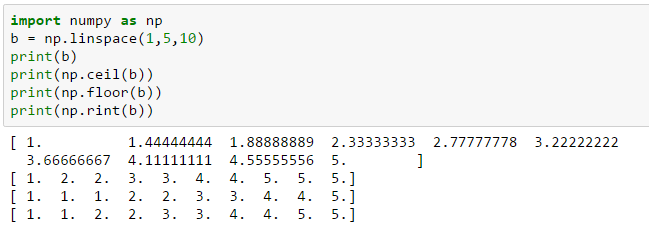 import numpy as np
b = np.linspace(1,5,10)
print(b)
print(np.ceil(b))
print(np.floor(b))
print(np.rint(b))
[ 1.          1.44444444  1.88888889  2.33333333  2.77777778  3.22222222
  3.66666667  4.11111111  4.55555556  5.        ]
[ 1.  2.  2.  3.  3.  4.  4.  5.  5.  5.]
[ 1.  1.  1.  2.  2.  3.  3.  4.  4.  5.]
[ 1.  1.  2.  2.  3.  3.  4.  4.  5.  5.]